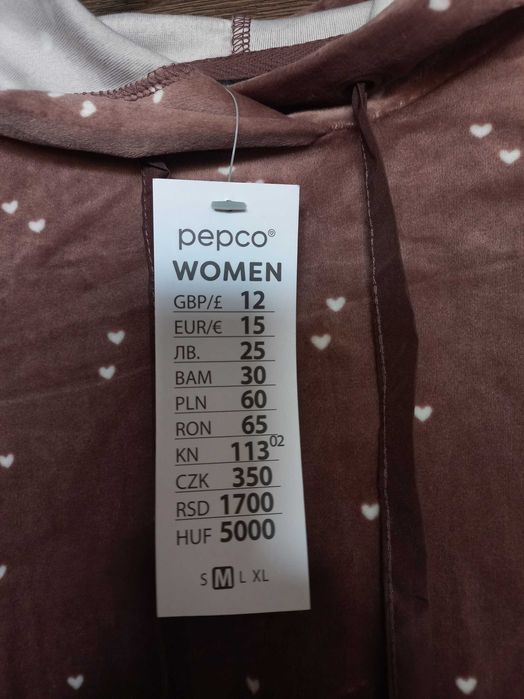 pepco®
WOMEN
GBP/£ 12
EUR/€ 15
ЛВ. 25
BAM 30
PLN 60
RON 65
KN 113⁰²
CZK 350
RSD 1700
HUF 5000
S M L XL